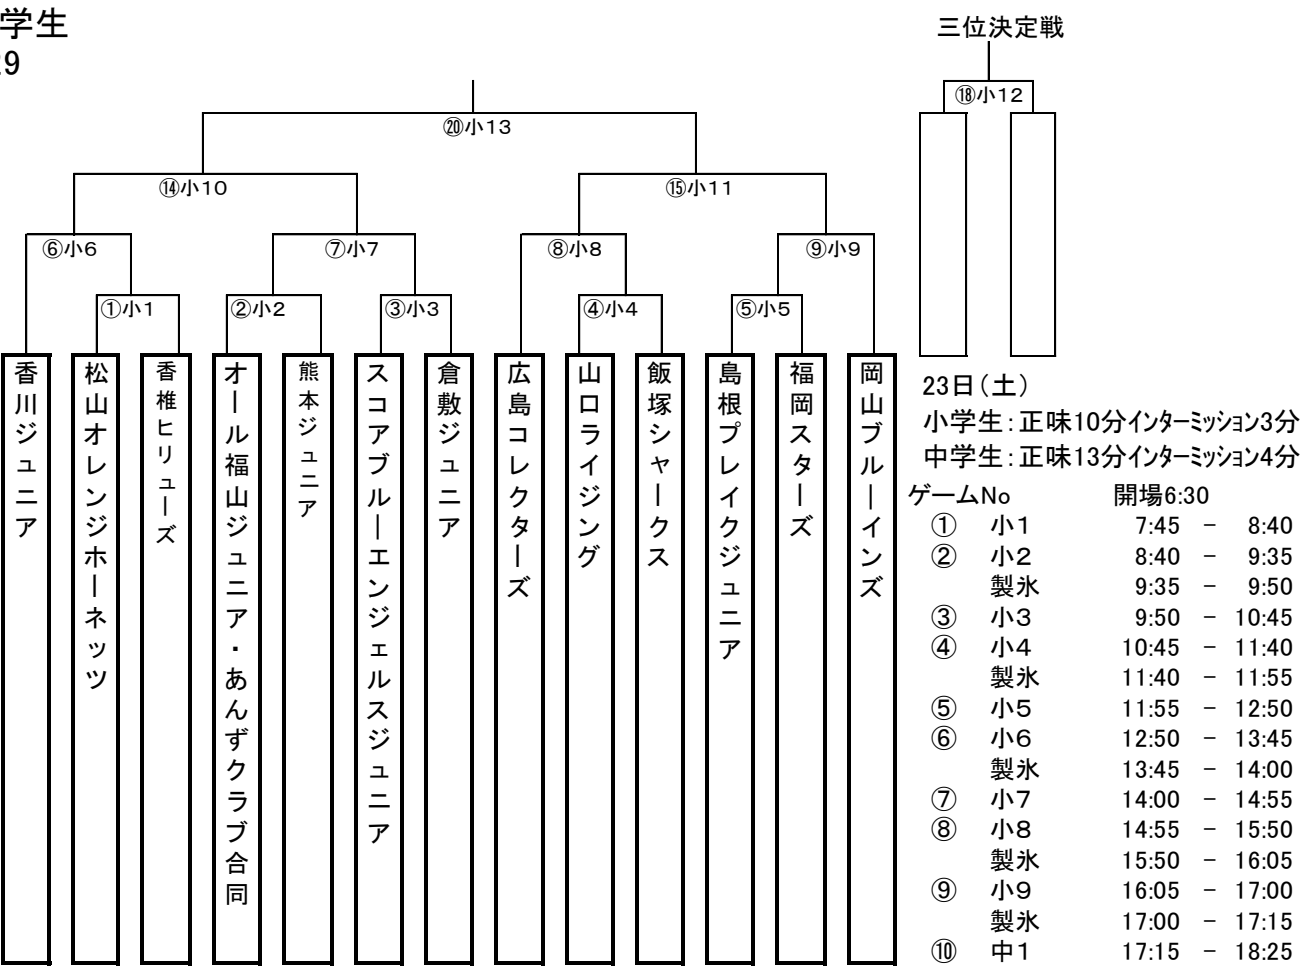 学生
29
三位決定戦
⑱小12
⑳小13
⑭小10
⑮小11
⑥小6
⑦小7
⑧小8
⑨小9
①小1
②小2
③小3
④小4
⑤小5
香川ジュニア
松山オレンジホーネッツ
香椎ヒリューズ
オール福山ジュニア・あんずクラブ合同
熊本ジュニア
スコアブルーエンジェルスジュニア
倉敷ジュニア
広島コレクターズ
山口ライジング
飯塚シャークス
島根プレイクジュニア
福岡スターズ
岡山ブルーインズ
23日(土)
小学生:正味10分インターミッション3分
中学生:正味13分インターミッション4分
ゲームNo 開場6:30
① 小1 7:45 － 8:40
② 小2 8:40 － 9:35
製氷 9:35 － 9:50
③ 小3 9:50 － 10:45
④ 小4 10:45 － 11:40
製氷 11:40 － 11:55
⑤ 小5 11:55 － 12:50
⑥ 小6 12:50 － 13:45
製氷 13:45 － 14:00
⑦ 小7 14:00 － 14:55
⑧ 小8 14:55 － 15:50
製氷 15:50 － 16:05
⑨ 小9 16:05 － 17:00
製氷 17:00 － 17:15
⑩ 中1 17:15 － 18:25